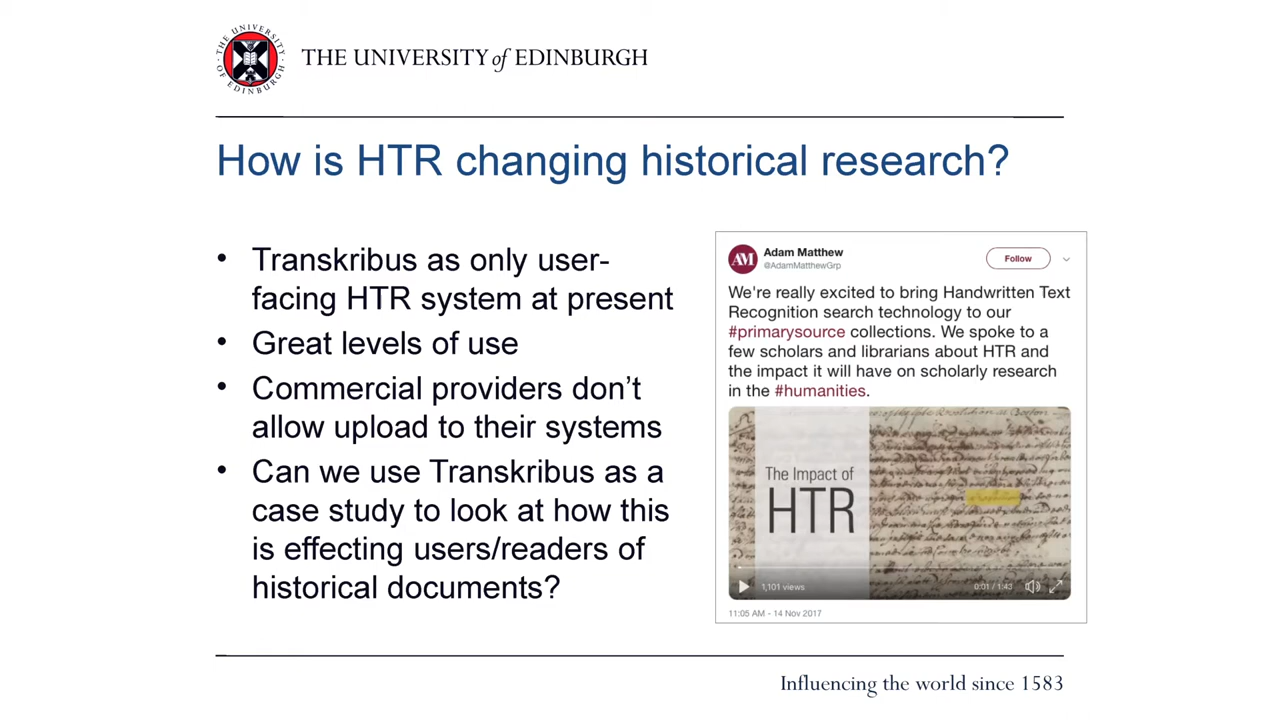 THE UNIVERSITY OF EDINBURGH
THE UNIVERSITY of EDINBURGH
How is HTR changing historical research?
• Transkribus as only user-
facing HTR system at present
• Great levels of use
• Commercial providers don’t
allow upload to their systems
• Can we use Transkribus as a
case study to look at how this
is effecting users/readers of
historical documents?
AM
Adam Matthew
@AdamMatthewGrp
Follow
We're really excited to bring Handwritten Text
Recognition search technology to our
#primarysource collections. We spoke to a
few scholars and librarians about HTR and
the impact it will have on scholarly research
in the #humanities.
The Impact of
HTR
1,101 views
0:01 / 1:43
11:05 AM - 14 Nov 2017
Influencing the world since 1583